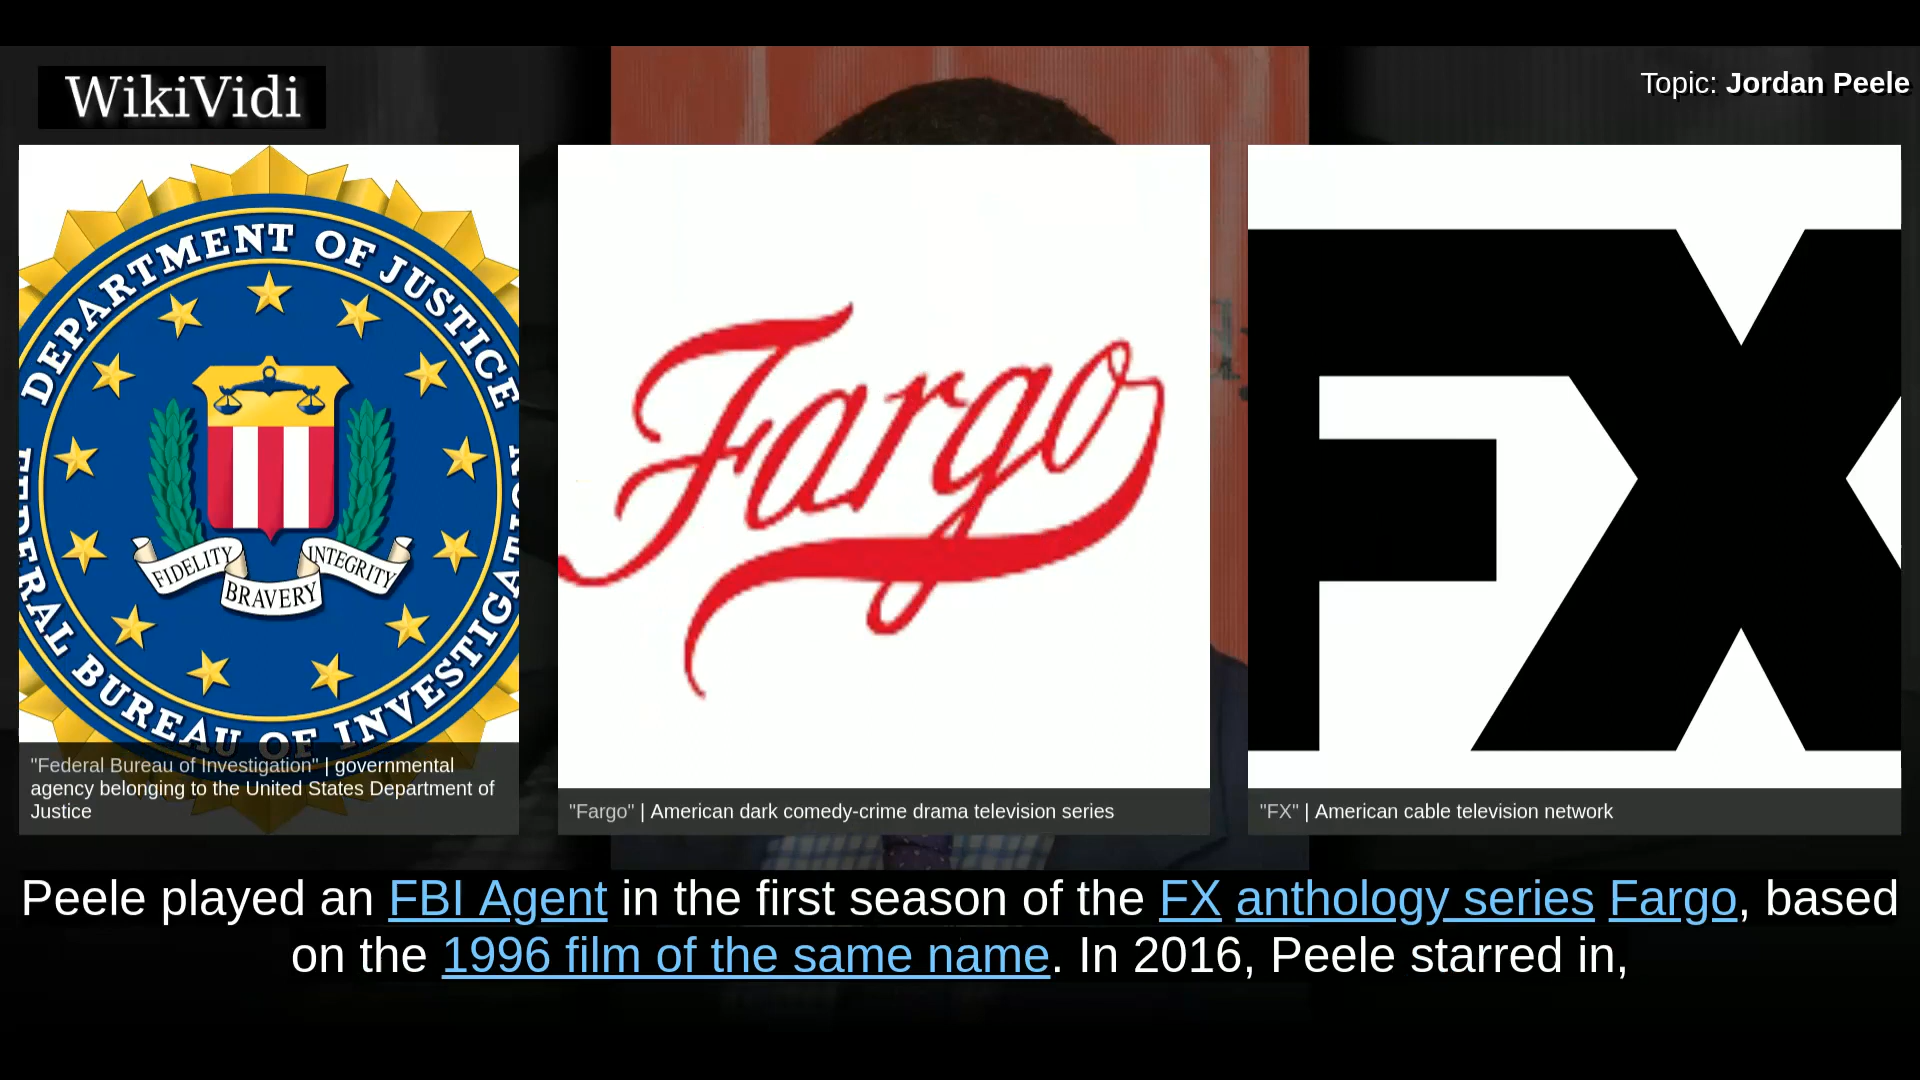 WikiVidi
Topic: Jordan Peele
DEPARTMENT OF JUSTICE
FEDERAL BUREAU OF INVESTIGATION
FIDELITY
BRAVERY
INTEGRITY
"Federal Bureau of Investigation" | governmental
agency belonging to the United States Department of
Justice
Fargo
"Fargo" | American dark comedy-crime drama television series
FX
"FX" | American cable television network
Peele played an FBI Agent in the first season of the FX anthology series Fargo, based
on the 1996 film of the same name. In 2016, Peele starred in,